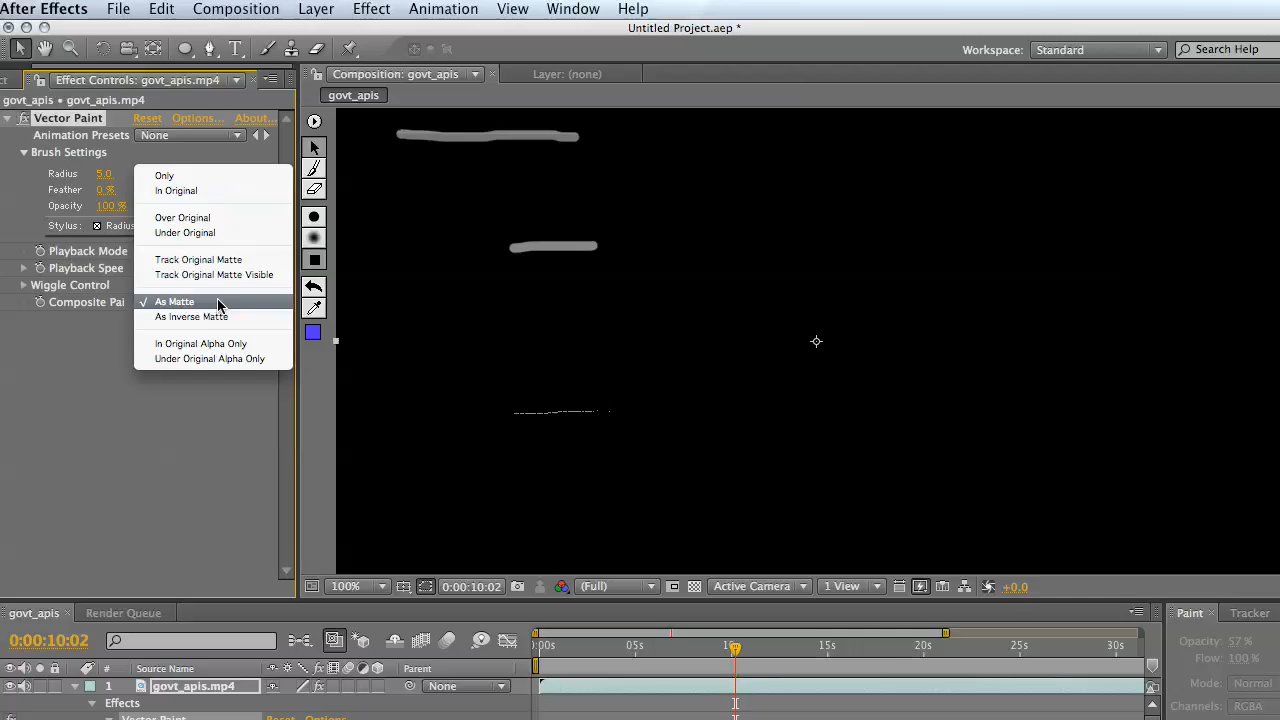 After Effects File Edit Composition Layer Effect Animation View Window Help
Untitled Project.aep *
Workspace: Standard Search Help
Effect Controls: govt_apis.mp4 Composition: govt_apis Layer: (none)
govt_apis • govt_apis.mp4 govt_apis
Vector Paint Reset Options... About...
Animation Presets None
Brush Settings
Radius 5.0
Feather 0 %
Opacity 100 %
Stylus: Radius
Playback Mode
Playback Spee
Wiggle Control
Composite Pai
Only
In Original
Over Original
Under Original
Track Original Matte
Track Original Matte Visible
✓ As Matte
As Inverse Matte
In Original Alpha Only
Under Original Alpha Only
100% 0:00:10:02 (Full) Active Camera 1 View +0.0
govt_apis Render Queue Paint Tracker
0:00:10:02 :00s 05s 10s 15s 20s 25s 30s
Opacity: 57 %
Flow: 100 %
# Source Name Parent
Mode: Normal
1 govt_apis.mp4 None
Effects
Channels: RGBA
Vector Paint Reset Options...